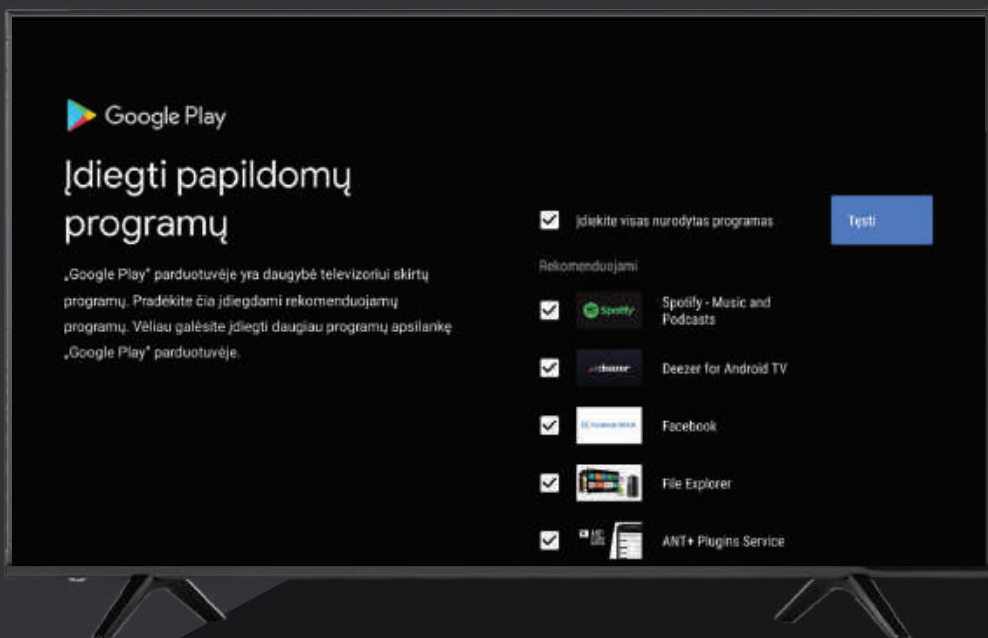 Google Play
Įdiegti papildomų
programų
„Google Play“ parduotuvėje yra daugybė televizoriui skirtų
programų. Pradėkite čia įdiegdami rekomenduojamų
programų. Vėliau galėsite įdiegti daugiau programų apsilankę
„Google Play“ parduotuvėje.
Įdiekite visas nurodytas programas
Tęsti
Rekomenduojami
Spotify
Spotify - Music and
Podcasts
deezer
Deezer for Android TV
Facebook
File Explorer
ANT+ Plugins Service